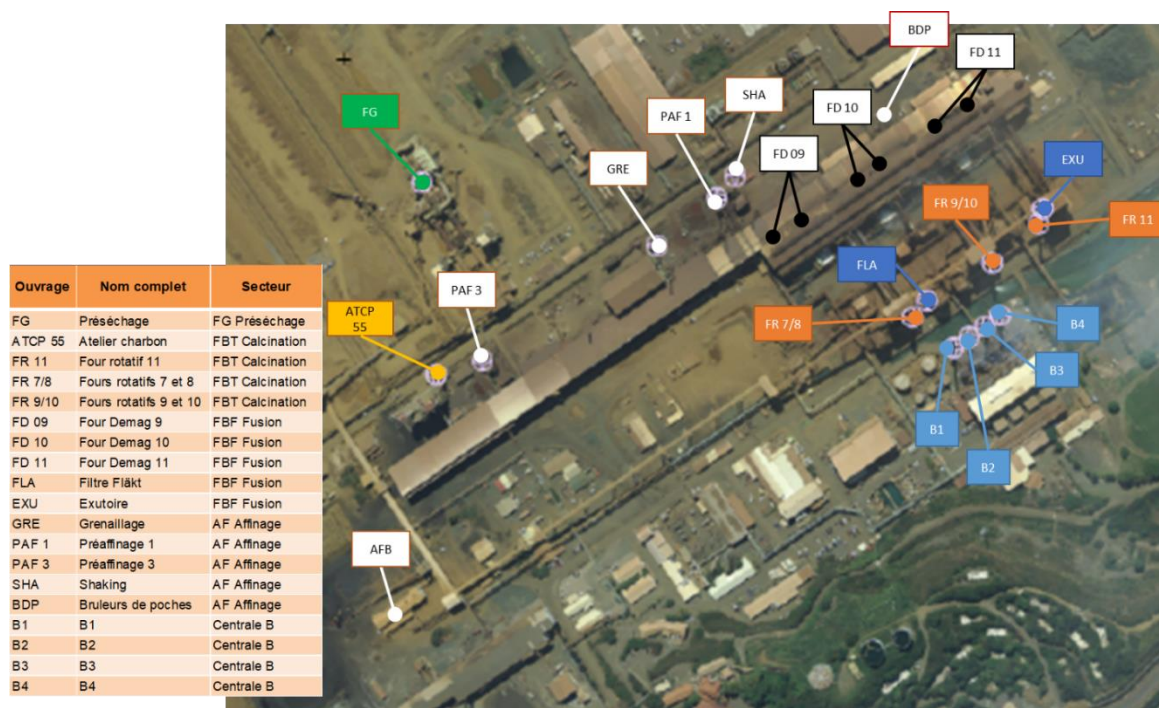 BDP
FD 11
SHA
FG
FD 10
PAF 1
FD 09
EXU
GRE
FR 9/10
FR 11
FLA
PAF 3
ATCP
55
FR 7/8
B4
B3
B1
B2
AFB
Ouvrage Nom complet Secteur
FG Préséchage FG Préséchage
ATCP 55 Atelier charbon FBT Calcination
FR 11 Four rotatif 11 FBT Calcination
FR 7/8 Fours rotatifs 7 et 8 FBT Calcination
FR 9/10 Fours rotatifs 9 et 10 FBT Calcination
FD 09 Four Demag 9 FBF Fusion
FD 10 Four Demag 10 FBF Fusion
FD 11 Four Demag 11 FBF Fusion
FLA Filtre Fläkt FBF Fusion
EXU Exutoire FBF Fusion
GRE Grenaillage AF Affinage
PAF 1 Préaffinage 1 AF Affinage
PAF 3 Préaffinage 3 AF Affinage
SHA Shaking AF Affinage
BDP Bruleurs de poches AF Affinage
B1 B1 Centrale B
B2 B2 Centrale B
B3 B3 Centrale B
B4 B4 Centrale B